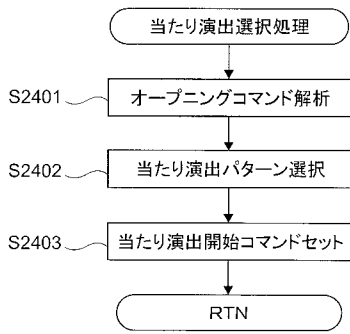 当たり演出選択処理
S2401
オープニングコマンド解析
S2402
当たり演出パターン選択
S2403
当たり演出開始コマンドセット
RTN